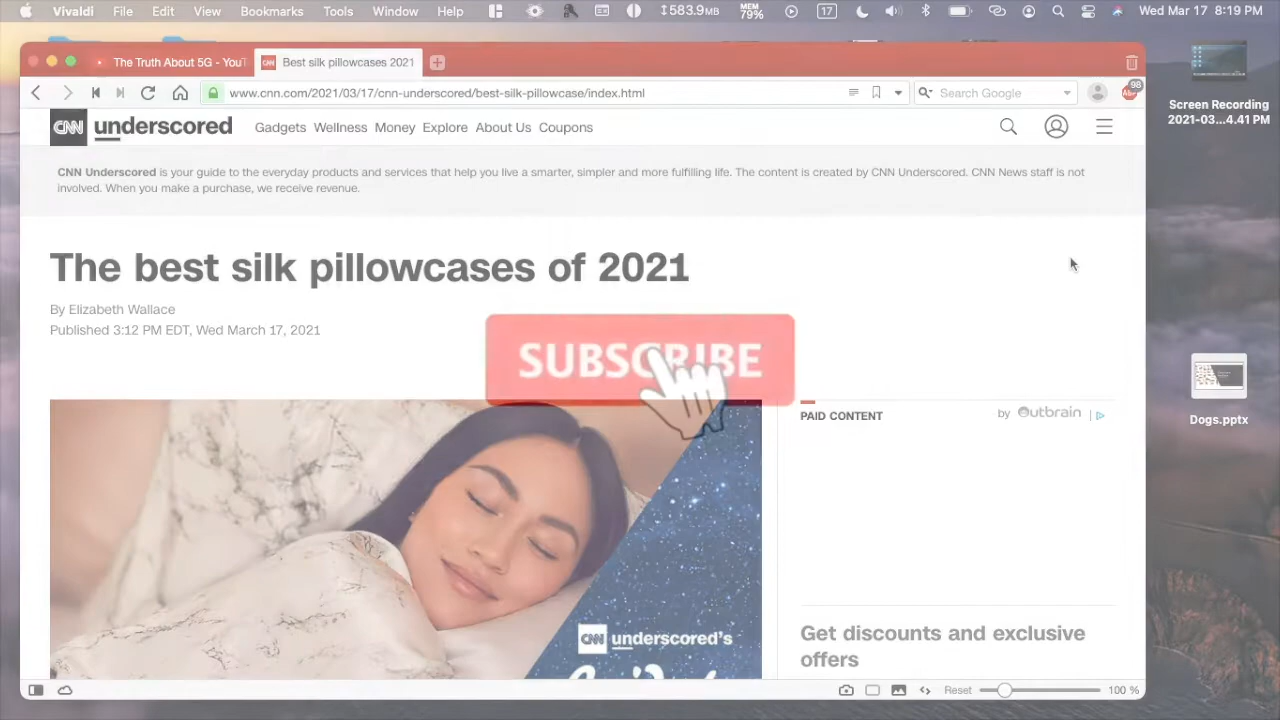 Vivaldi File Edit View Bookmarks Tools Window Help
583.9MB
MEM
79%
17
Wed Mar 17 8:19 PM
The Truth About 5G - YouT
CNN
Best silk pillowcases 2021
www.cnn.com/2021/03/17/cnn-underscored/best-silk-pillowcase/index.html
Search Google
98
CNN underscored
Gadgets Wellness Money Explore About Us Coupons
CNN Underscored is your guide to the everyday products and services that help you live a smarter, simpler and more fulfilling life. The content is created by CNN Underscored. CNN News staff is not
involved. When you make a purchase, we receive revenue.
The best silk pillowcases of 2021
By Elizabeth Wallace
Published 3:12 PM EDT, Wed March 17, 2021
SUBSCRIBE
PAID CONTENT
by Outbrain
CNN underscored's
Get discounts and exclusive
offers
Reset
100 %
Screen Recording
2021-03...4.41 PM
Dogs.pptx